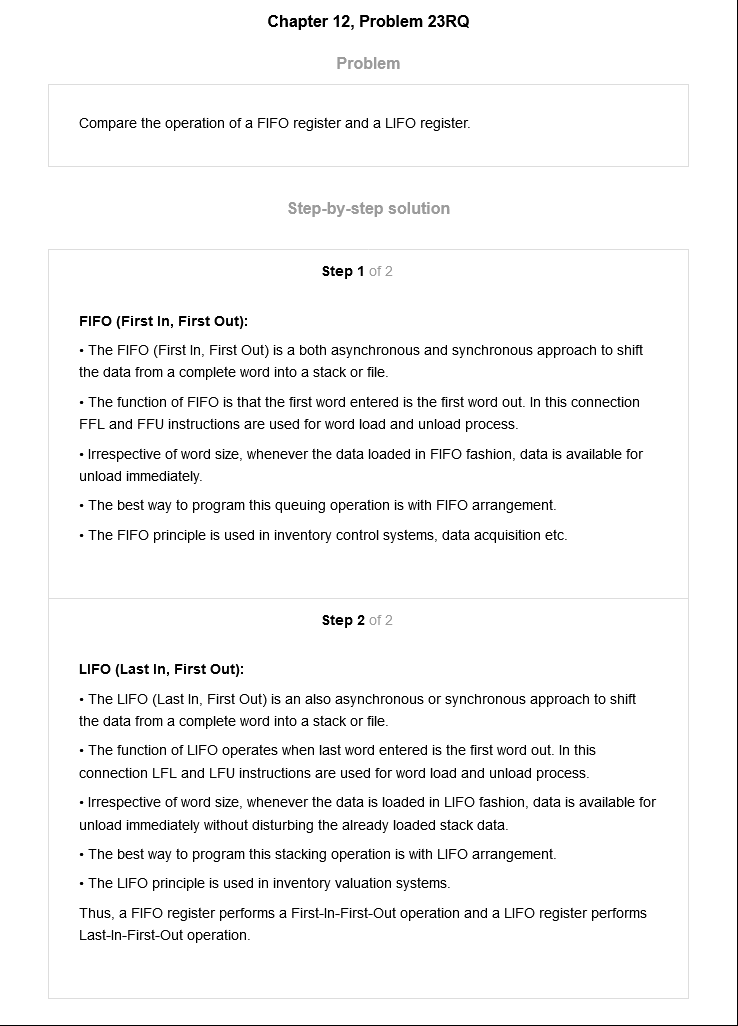 Chapter 12, Problem 23RQ
Problem
Compare the operation of a FIFO register and a LIFO register.
Step-by-step solution
Step 1 of 2
FIFO (First In, First Out):
• The FIFO (First In, First Out) is a both asynchronous and synchronous approach to shift
the data from a complete word into a stack or file.
• The function of FIFO is that the first word entered is the first word out. In this connection
FFL and FFU instructions are used for word load and unload process.
• Irrespective of word size, whenever the data loaded in FIFO fashion, data is available for
unload immediately.
• The best way to program this queuing operation is with FIFO arrangement.
• The FIFO principle is used in inventory control systems, data acquisition etc.
Step 2 of 2
LIFO (Last In, First Out):
• The LIFO (Last In, First Out) is an also asynchronous or synchronous approach to shift
the data from a complete word into a stack or file.
• The function of LIFO operates when last word entered is the first word out. In this
connection LFL and LFU instructions are used for word load and unload process.
• Irrespective of word size, whenever the data is loaded in LIFO fashion, data is available for
unload immediately without disturbing the already loaded stack data.
• The best way to program this stacking operation is with LIFO arrangement.
• The LIFO principle is used in inventory valuation systems.
Thus, a FIFO register performs a First-In-First-Out operation and a LIFO register performs
Last-In-First-Out operation.